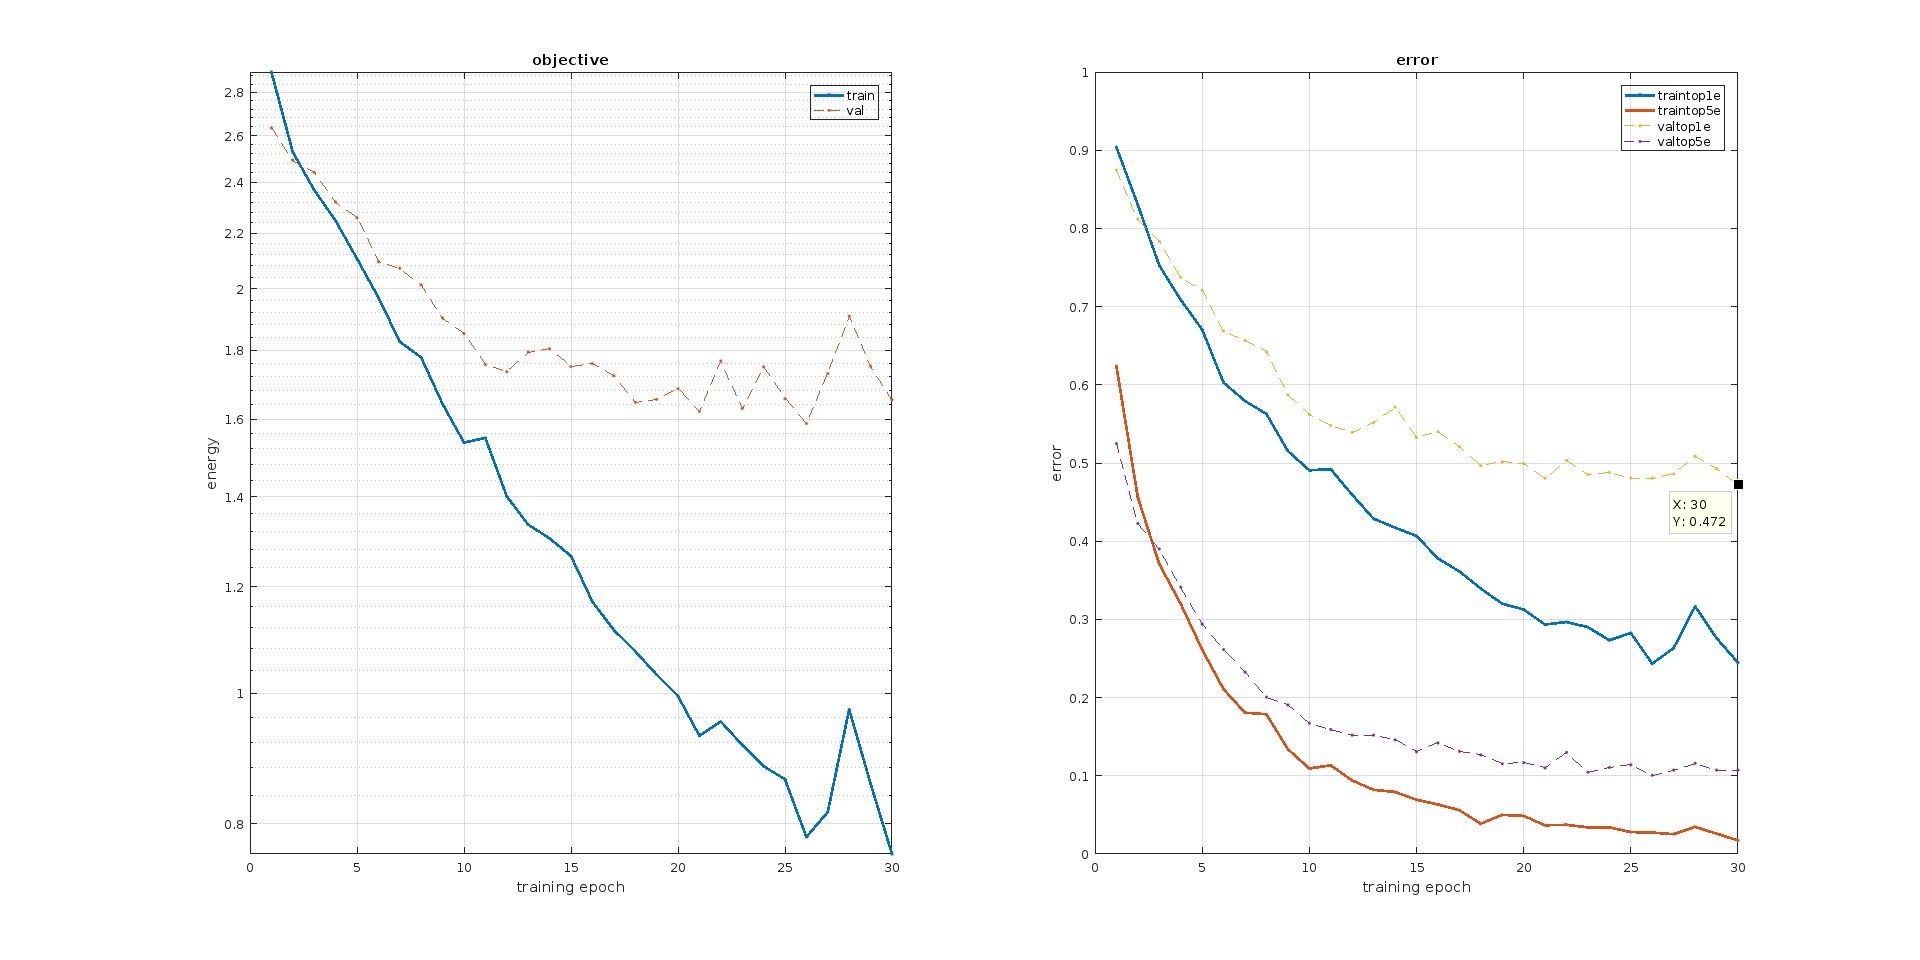 objective
2.8
2.6
2.4
2.2
2
1.8
1.6
1.4
1.2
1
0.8
energy
0 5 10 15 20 25 30
training epoch
train
val
error
1
0.9
0.8
0.7
0.6
0.5
0.4
0.3
0.2
0.1
0
error
0 5 10 15 20 25 30
training epoch
traintop1e
traintop5e
valtop1e
valtop5e
X: 30
Y: 0.472